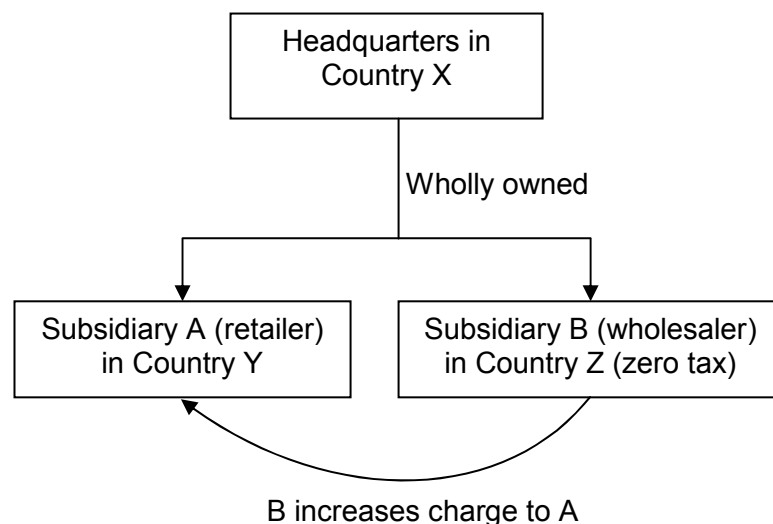 Headquarters in
Country X
Wholly owned
Subsidiary A (retailer)
in Country Y
Subsidiary B (wholesaler)
in Country Z (zero tax)
B increases charge to A